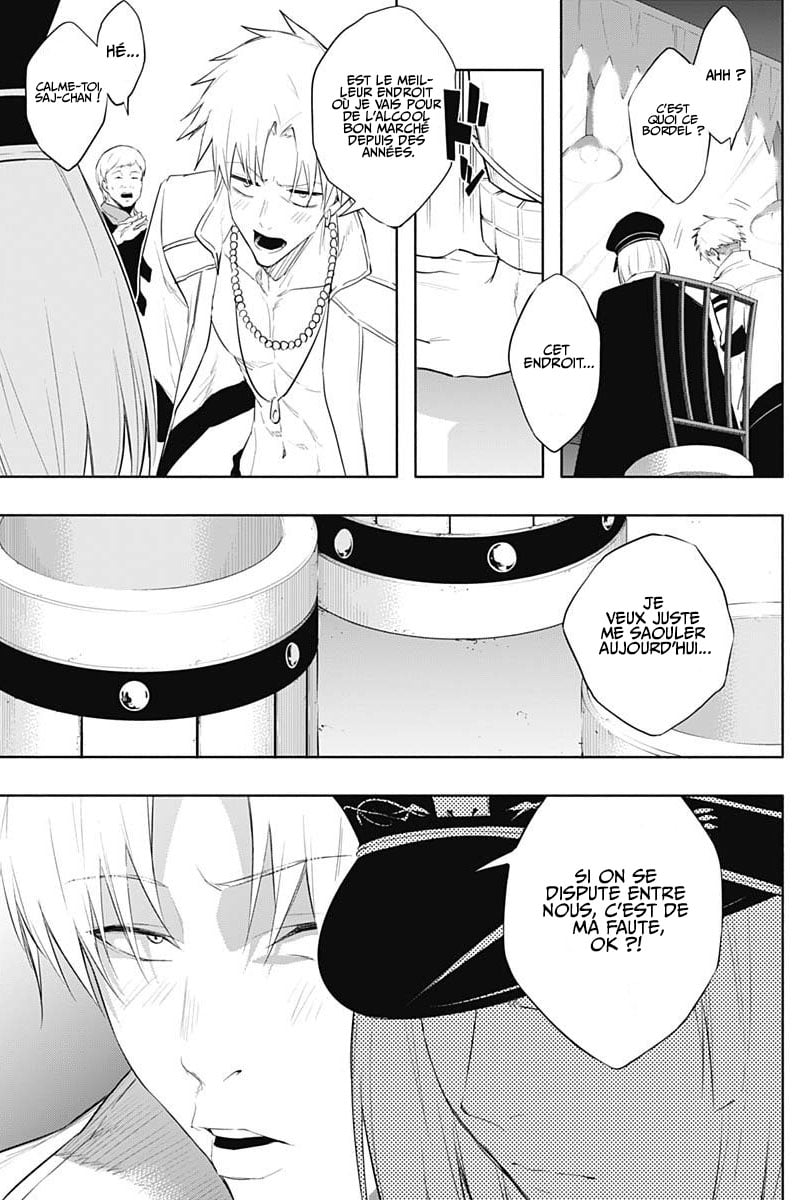 AHH ?
C'EST
QUOI CE
BORDEL ?
CET
ENDROIT...
EST LE MEIL-
LEUR ENDROIT
OÙ JE VAIS POUR
DE L'ALCOOL
BON MARCHÉ
DEPUIS DES
ANNÉES.
HÉ...
CALME-TOI,
SAJ-CHAN !
JE
VEUX JUSTE
ME SAOULER
AUJOURD'HUI...
SI ON SE
DISPUTE ENTRE
NOUS, C'EST DE
MA FAUTE,
OK ?!